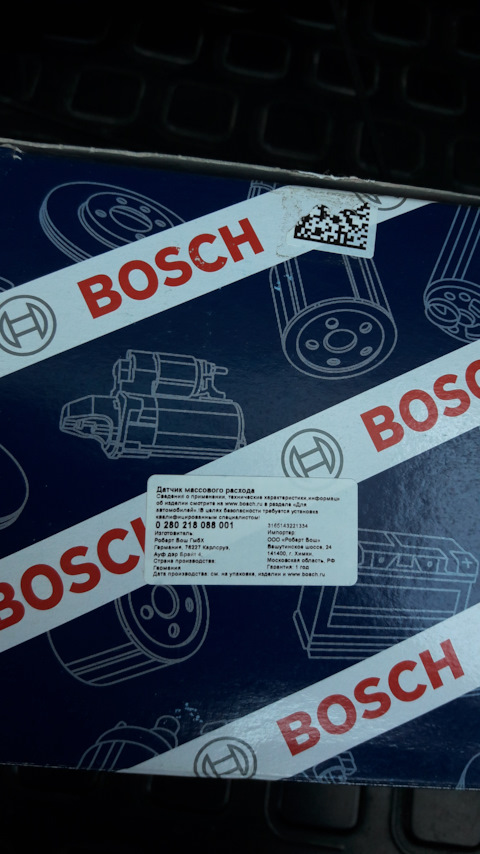 BOSCH
BOSC
Датчик массового расхода
Сведения о применении, технические характеристики, информаци
об изделии смотрите на www.bosch.ru в разделе «Для
автомобилей».!В целях безопасности требуется установка
квалифицированным специалистом!
0 280 218 088 001
3165143221334
Изготовитель
Роберт Бош ГмбХ
Германия, 76227 Карлсруэ,
Ауф дер Брайт 4,
Страна производства:
Германия
Импортер:
ООО «Роберт Бош»
Вашутинское шоссе, 24
141400, г. Химки,
Московская область, РФ
Гарантия: 1 год
Дата производства: см. на упаковке, изделии и www.bosch.ru
BOSCH
BOSCH